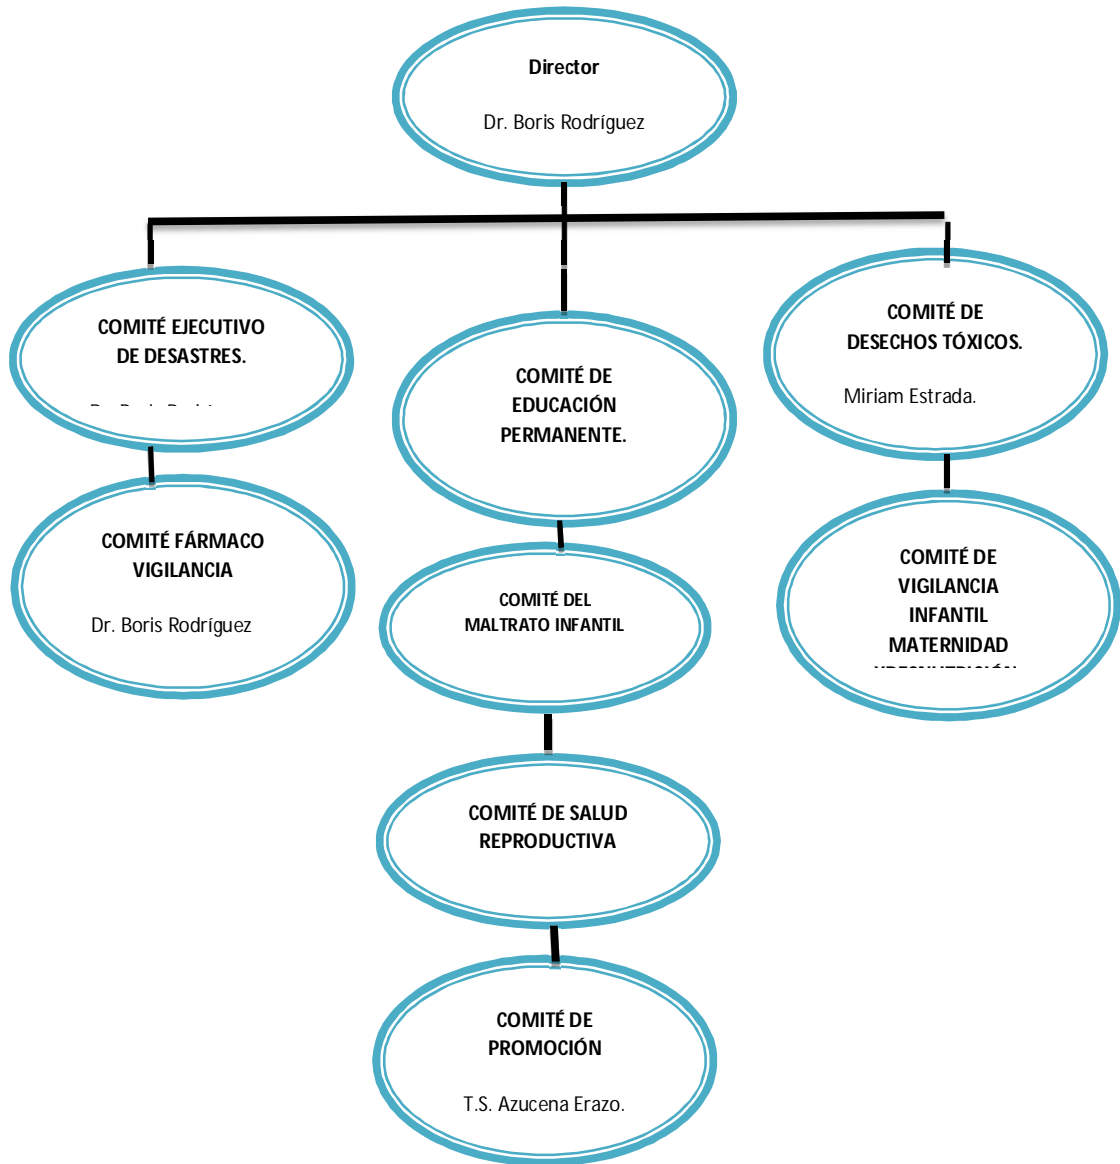 Director
Dr. Boris Rodríguez
COMITÉ EJECUTIVO
DE DESASTRES.
COMITÉ DE
EDUCACIÓN
PERMANENTE.
COMITÉ DE
DESECHOS TÓXICOS.
Miriam Estrada.
COMITÉ FÁRMACO
VIGILANCIA
Dr. Boris Rodríguez
COMITÉ DEL
MALTRATO INFANTIL
COMITÉ DE
VIGILANCIA
INFANTIL
MATERNIDAD
COMITÉ DE SALUD
REPRODUCTIVA
COMITÉ DE
PROMOCIÓN
T.S. Azucena Erazo.